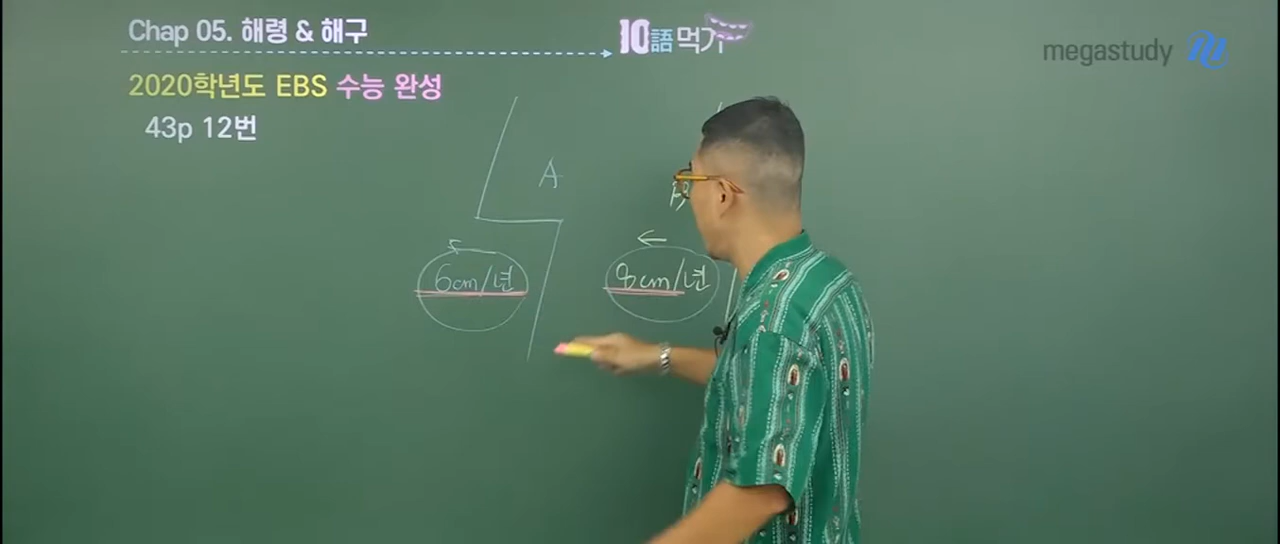 Chap 05. 해령 & 해구
10語 먹기
megastudy
2020학년도 EBS 수능 완성
43p 12번
A
6cm/년
9cm/년